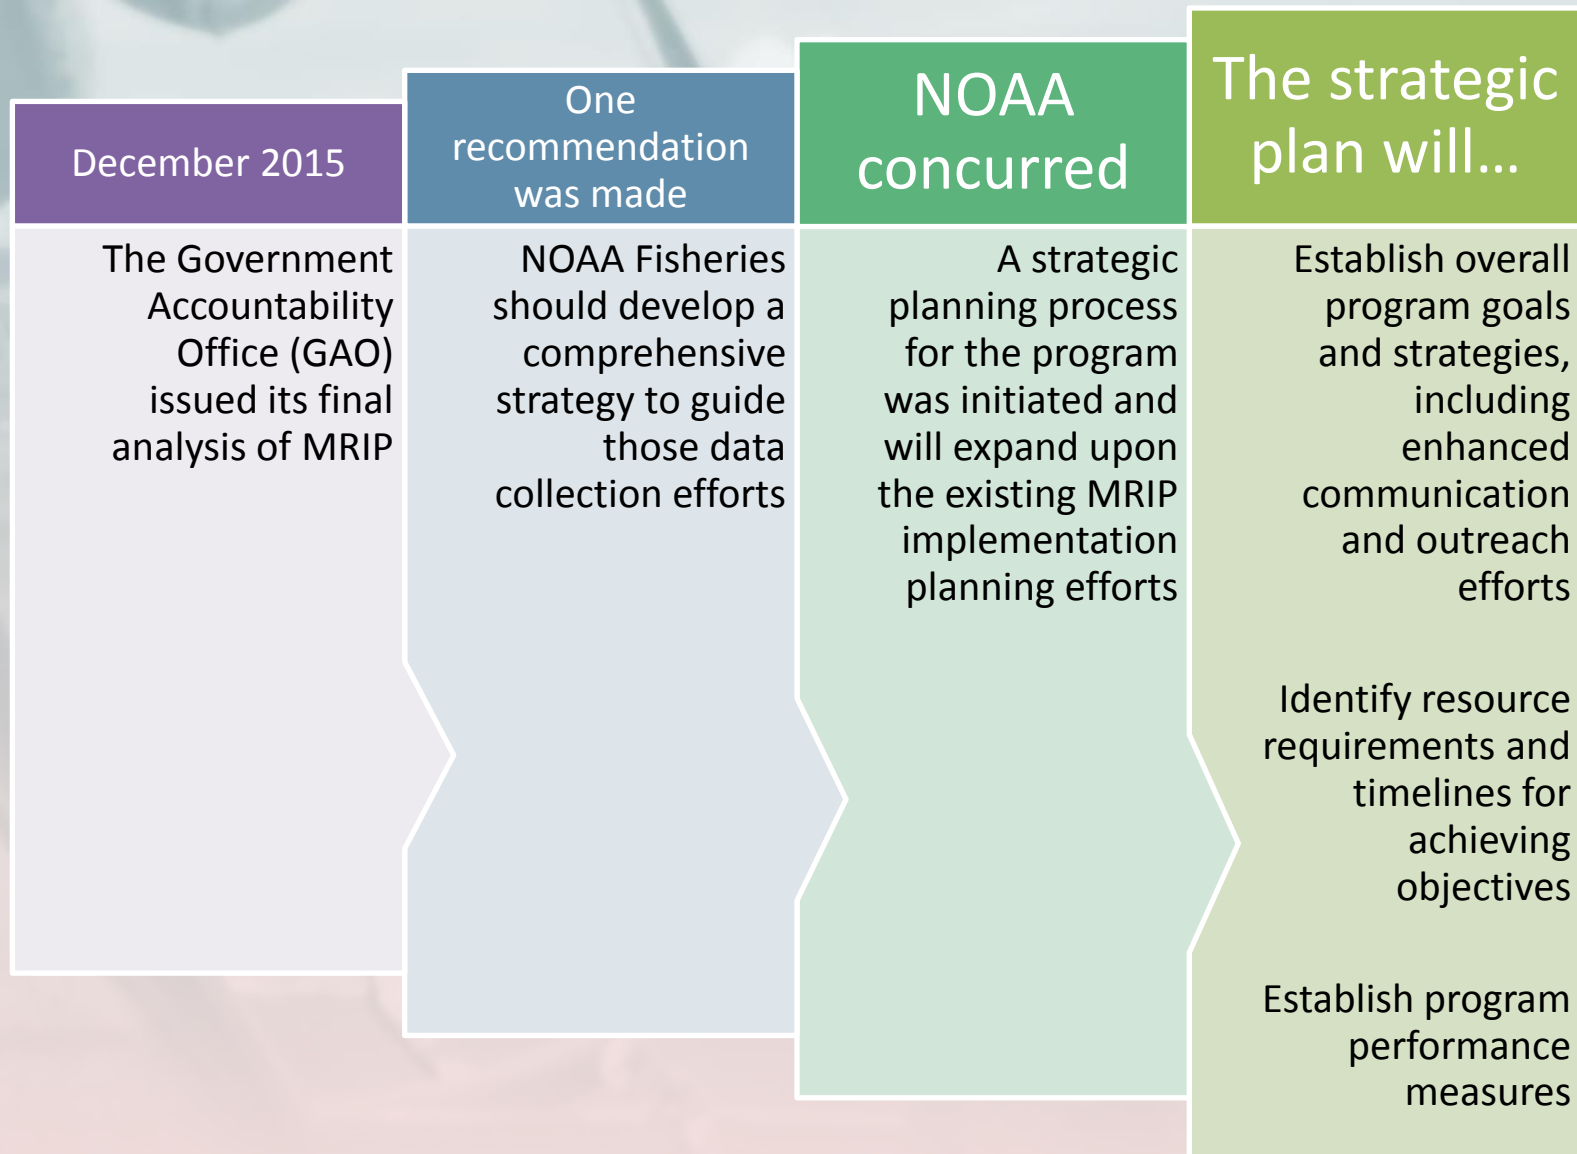 December 2015
The Government
Accountability
Office (GAO)
issued its final
analysis of MRIP
One
recommendation
was made
NOAA Fisheries
should develop a
comprehensive
strategy to guide
those data
collection efforts
NOAA
concurred
A strategic
planning process
for the program
was initiated and
will expand upon
the existing MRIP
implementation
planning efforts
The strategic
plan will...
Establish overall
program goals
and strategies,
including
enhanced
communication
and outreach
efforts
Identify resource
requirements and
timelines for
achieving
objectives
Establish program
performance
measures